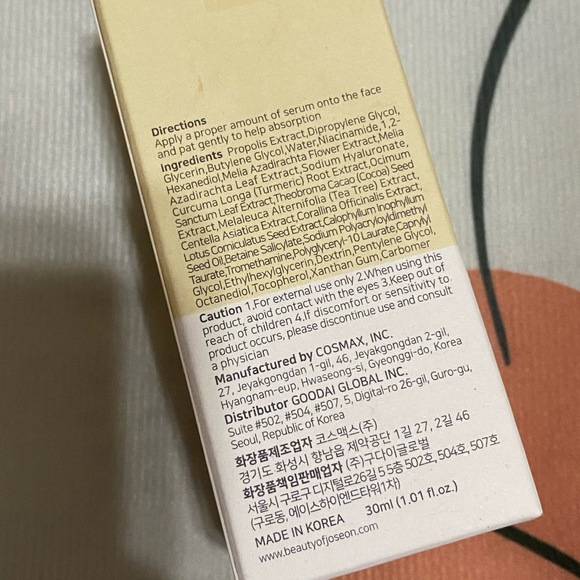 Directions
Apply a proper amount of serum onto the face
and pat gently to help absorption
Ingredients Propolis Extract,Dipropylene Glycol,
Glycerin,Butylene Glycol,Water,Niacinamide,1,2-
Hexanediol,Melia Azadirachta Flower Extract,Melia
Azadirachta Leaf Extract,Sodium Hyaluronate,
Curcuma Longa (Turmeric) Root Extract,Ocimum
Sanctum Leaf Extract,Theobroma Cacao (Cocoa) Seed
Extract,Melaleuca Alternifolia (Tea Tree) Extract,
Centella Asiatica Extract,Corallina Officinalis Extract,
Lotus Corniculatus Seed Extract,Calophyllum Inophyllum
Seed Oil,Betaine Salicylate,Sodium Polyacryloyldimethyl
Taurate,Tromethamine,Polyglyceryl-10 Laurate,Caprylyl
Glycol,Ethylhexylglycerin,Dextrin,Pentylene Glycol,
Octanediol,Tocopherol,Xanthan Gum,Carbomer
Caution 1.For external use only 2.When using this
product, avoid contact with the eyes 3.Keep out of
reach of children 4.If discomfort or sensitivity to
product occurs, please discontinue use and consult
a physician
Manufactured by COSMAX, INC.
27, Jeyakgongdan 1-gil, 46, Jeyakgongdan 2-gil,
Hyangnam-eup, Hwaseong-si, Gyeonggi-do, Korea
Distributor GOODAI GLOBAL INC.
Suite #502, #504, #507, 5, Digital-ro 26-gil, Guro-gu,
Seoul, Republic of Korea
화장품제조업자 코스맥스(주)
경기도 화성시 향남읍 제약공단 1길 27, 2길 46
화장품책임판매업자 (주)구다이글로벌
서울시 구로구 디지털로26길 5 5층 502호, 504호, 507호
(구로동, 에이스하이엔드타워1차)
MADE IN KOREA 30ml (1.01 fl.oz.)
www.beautyofjoseon.com